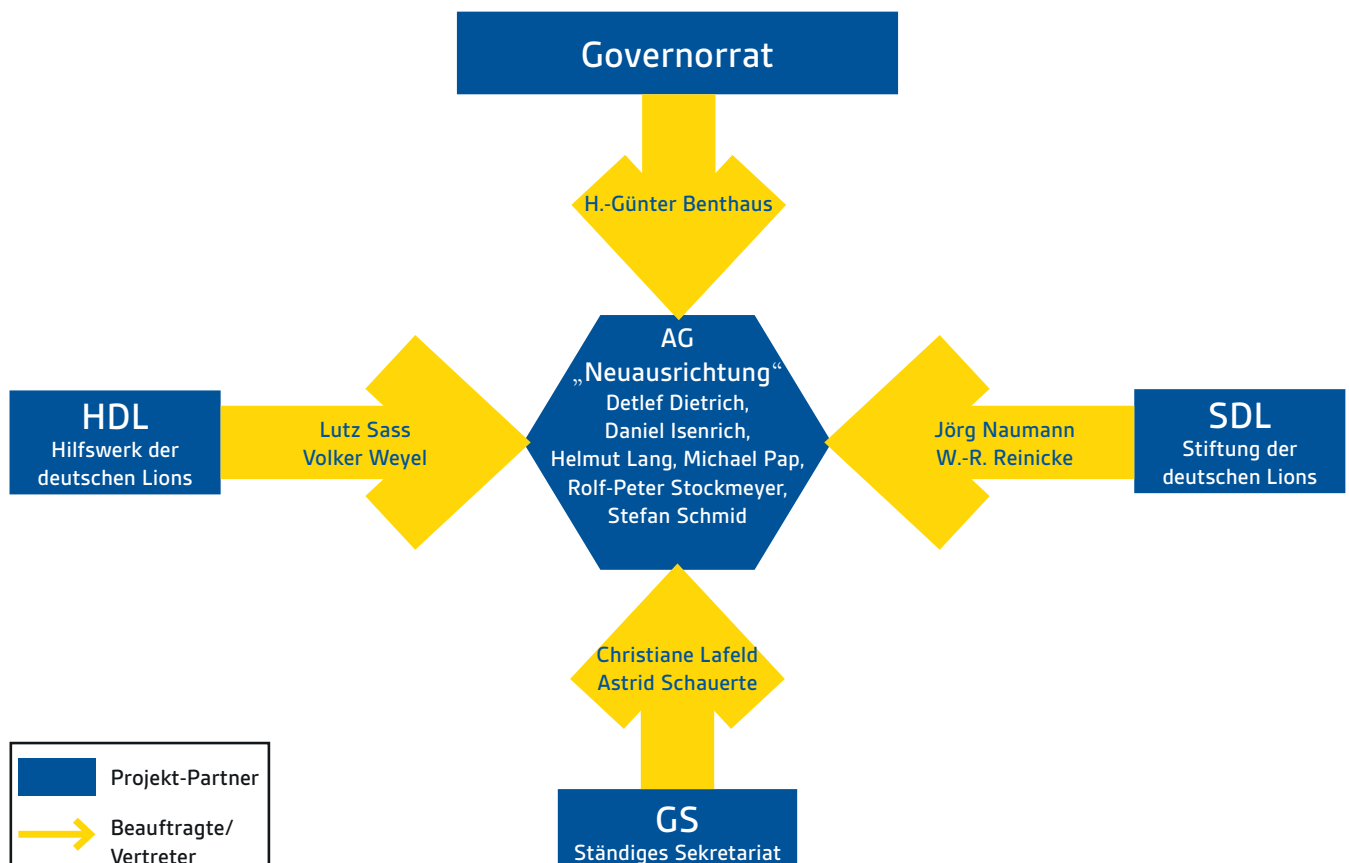 Governorrat
H.-Günter Benthaus
AG
„Neuausrichtung“
Detlef Dietrich,
Daniel Isenrich,
Helmut Lang, Michael Pap,
Rolf-Peter Stockmeyer,
Stefan Schmid
HDL
Hilfswerk der
deutschen Lions
Lutz Sass
Volker Weyel
Jörg Naumann
W.-R. Reinicke
SDL
Stiftung der
deutschen Lions
Christiane Lafeld
Astrid Schauerte
GS
Ständiges Sekretariat
Projekt-Partner
Beauftragte/
Vertreter